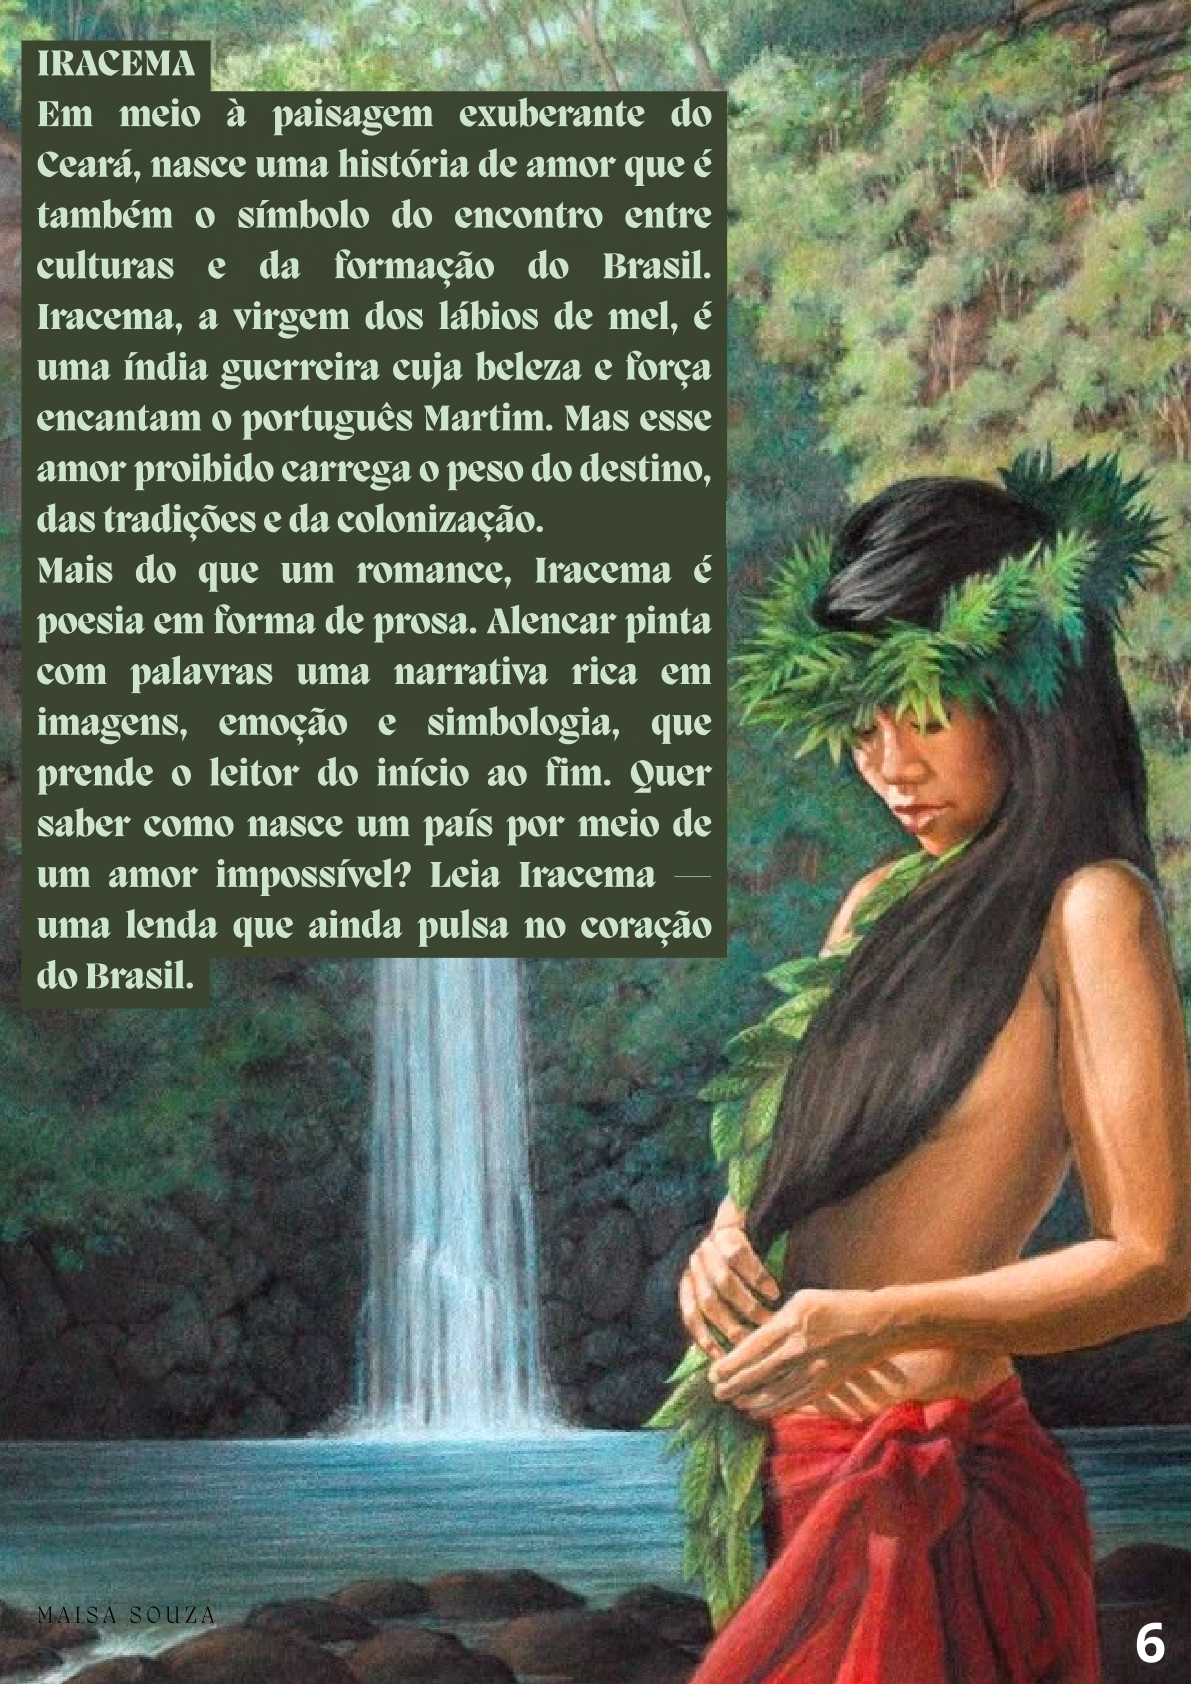 IRACEMA
Em meio à paisagem exuberante do
Ceará, nasce uma história de amor que é
também o símbolo do encontro entre
culturas e da formação do Brasil.
Iracema, a virgem dos lábios de mel, é
uma índia guerreira cuja beleza e força
encantam o português Martim. Mas esse
amor proibido carrega o peso do destino,
das tradições e da colonização.
Mais do que um romance, Iracema é
poesia em forma de prosa. Alencar pinta
com palavras uma narrativa rica em
imagens, emoção e simbologia, que
prende o leitor do início ao fim. Quer
saber como nasce um país por meio de
um amor impossível? Leia Iracema —
uma lenda que ainda pulsa no coração
do Brasil.
MAISA SOUZA
6